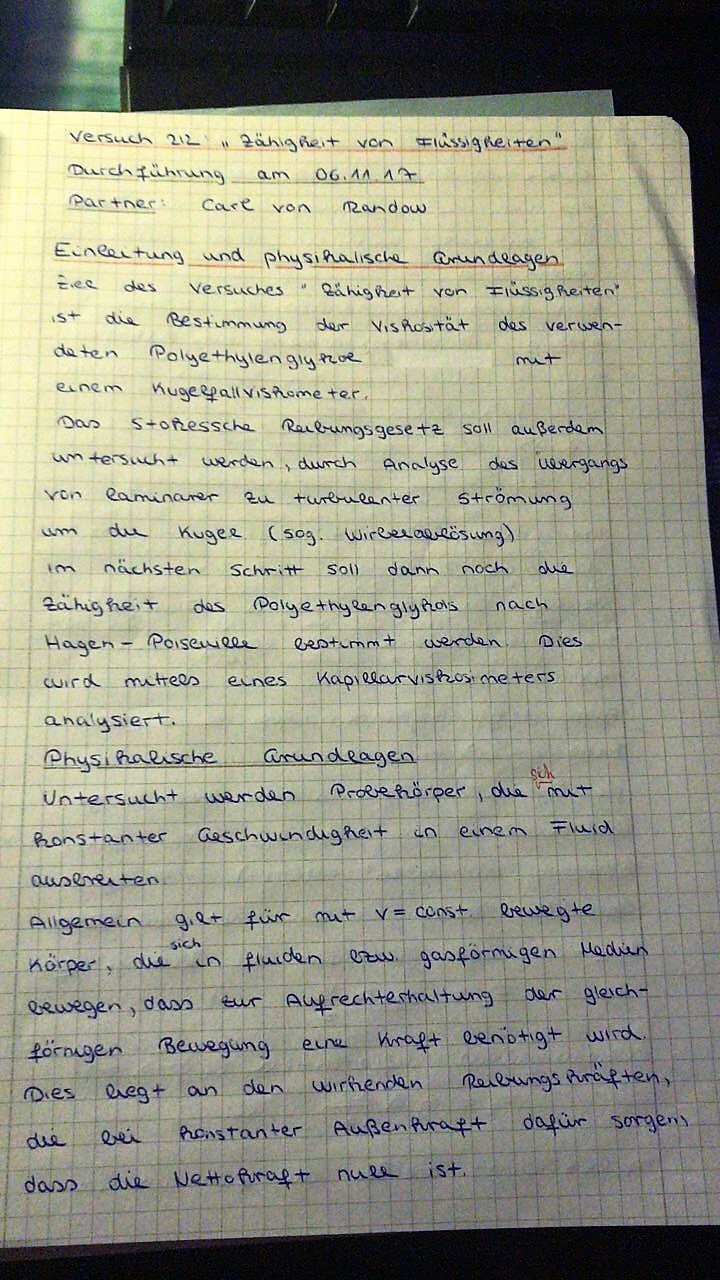 Versuch 212: „Zähigkeit von Flüssigkeiten"
Durchführung am 06.11.17
Partner: Carl von Randow
Einleitung und physikalische Grundlagen
Ziel des Versuches "Zähigkeit von Flüssigkeiten"
ist die Bestimmung der Viskosität des verwen-
deten Polyethylenglykol mit
einem Kugelfallviskometer.
Das Stokessche Reibungsgesetz soll außerdem
untersucht werden, durch Analyse des Übergangs
von laminarer zu turbulenter Strömung
um die Kugel (sog. Wirbelablösung)
Im nächsten Schritt soll dann noch die
Zähigkeit des Polyethylenglykols nach
Hagen-Poiseuille bestimmt werden. Dies
wird mittels eines Kapillarviskosimeters
analysiert.
Physikalische Grundlagen
Untersucht werden Probekörper, die sich mit
konstanter Geschwindigkeit in einem Fluid
ausbreiten
Allgemein gilt für mit v = const. bewegte
Körper, die sich in fluiden bzw. gasförmigen Medien
bewegen, dass zur Aufrechterhaltung der gleich-
förmigen Bewegung eine Kraft benötigt wird.
Dies liegt an den wirkenden Reibungskräften,
die bei konstanter Außenkraft dafür sorgen,
dass die Nettokraft null ist.